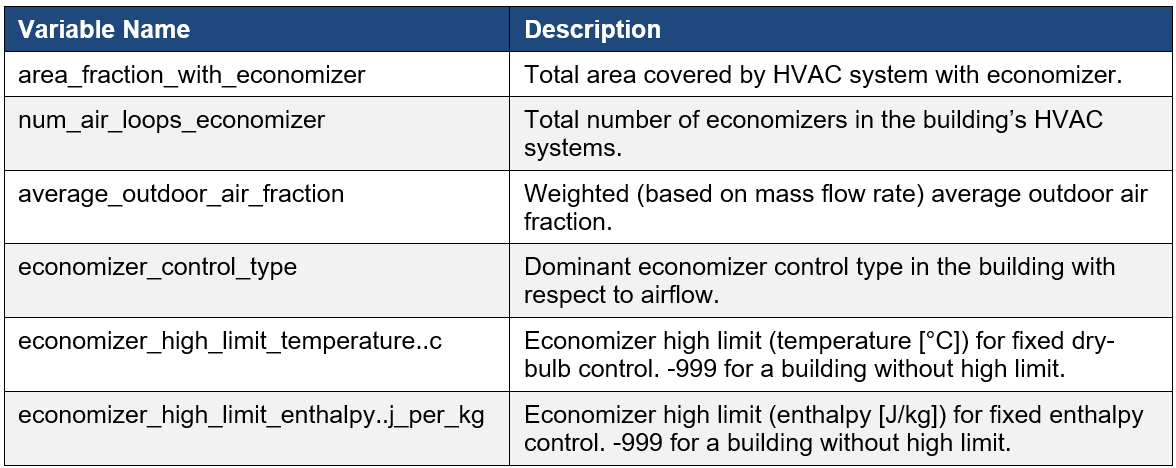 Variable Name Description
area_fraction_with_economizer Total area covered by HVAC system with economizer.
num_air_loops_economizer Total number of economizers in the building’s HVAC
systems.
average_outdoor_air_fraction Weighted (based on mass flow rate) average outdoor air
fraction.
economizer_control_type Dominant economizer control type in the building with
respect to airflow.
economizer_high_limit_temperature..c Economizer high limit (temperature [°C]) for fixed dry-
bulb control. -999 for a building without high limit.
economizer_high_limit_enthalpy..j_per_kg Economizer high limit (enthalpy [J/kg]) for fixed enthalpy
control. -999 for a building without high limit.